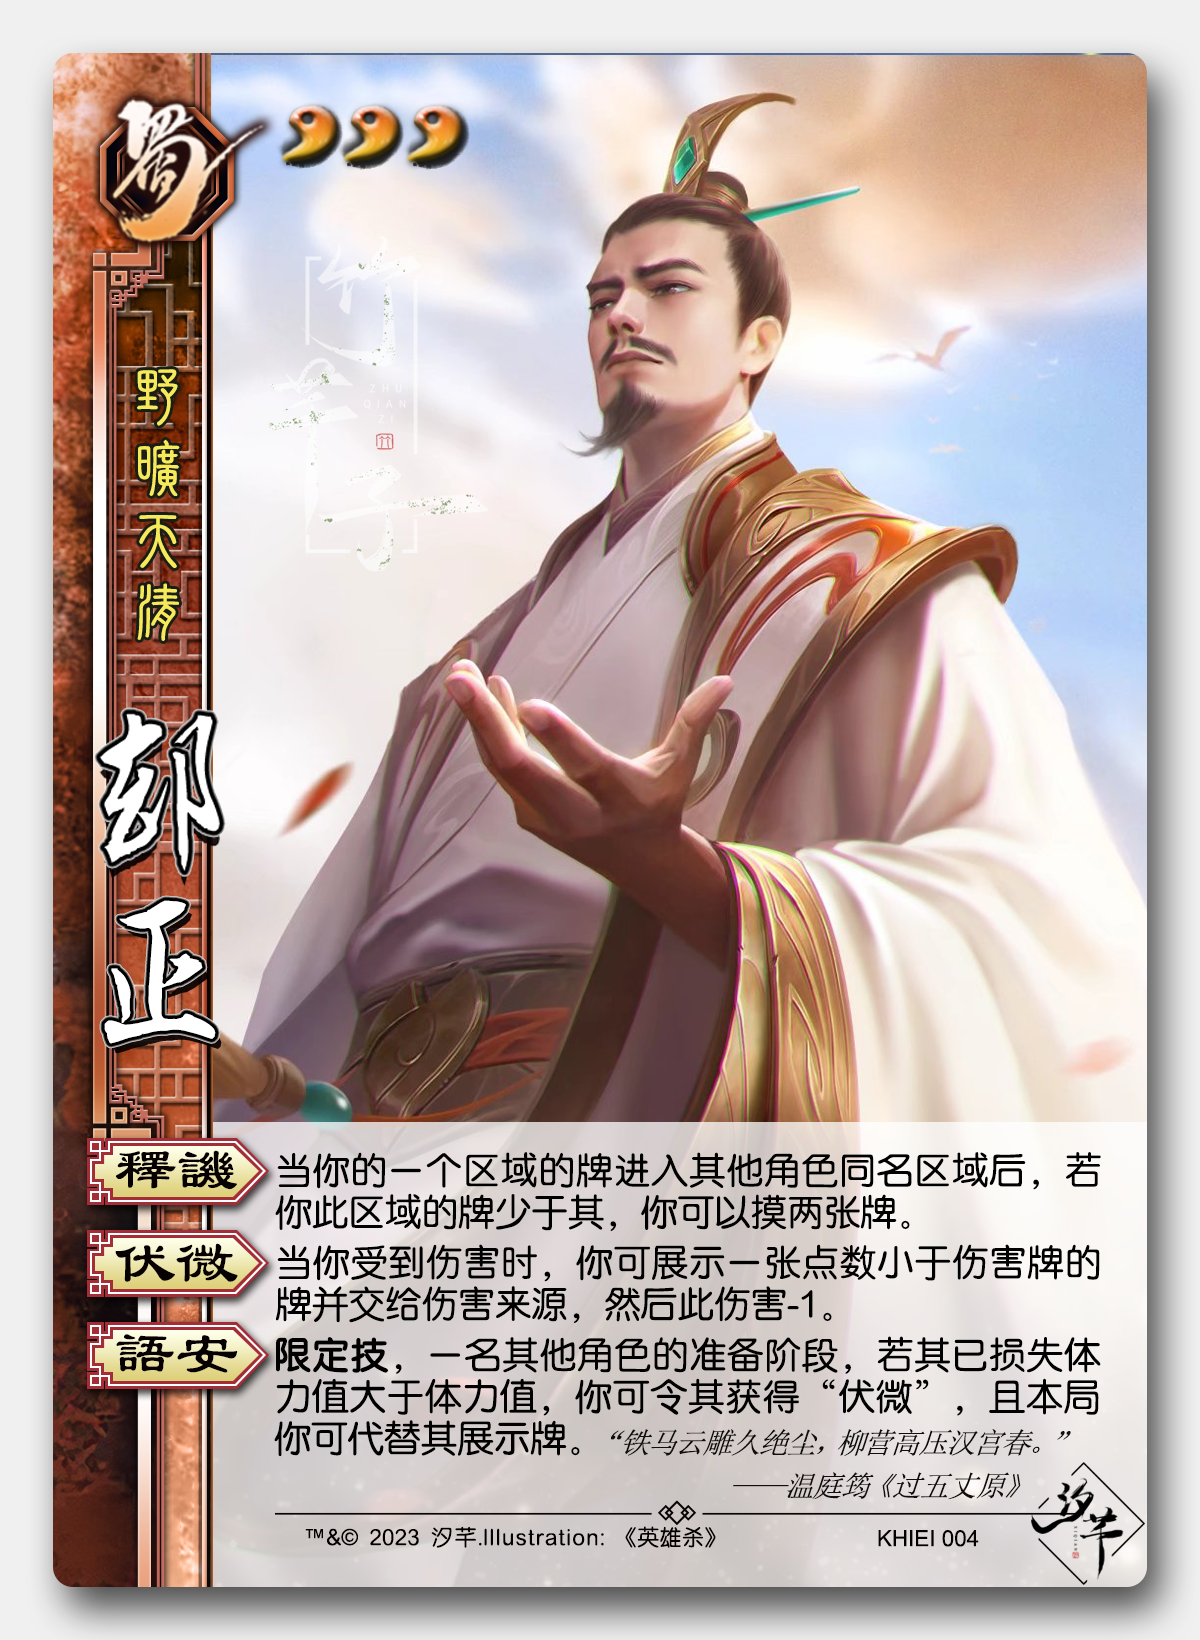 蜀
野曠天清
郤正
竹芊子
ZHU
QIAN
ZI
釋譏
当你的一个区域的牌进入其他角色同名区域后，若
你此区域的牌少于其，你可以摸两张牌。
伏微
当你受到伤害时，你可展示一张点数小于伤害牌的
牌并交给伤害来源，然后此伤害-1。
語安
限定技，一名其他角色的准备阶段，若其已损失体
力值大于体力值，你可令其获得“伏微”，且本局
你可代替其展示牌。“铁马云雕久绝尘，柳营高压汉宫春。”
——温庭筠《过五丈原》
™&© 2023 汐芊.Illustration: 《英雄杀》
KHIEI 004
汐芊